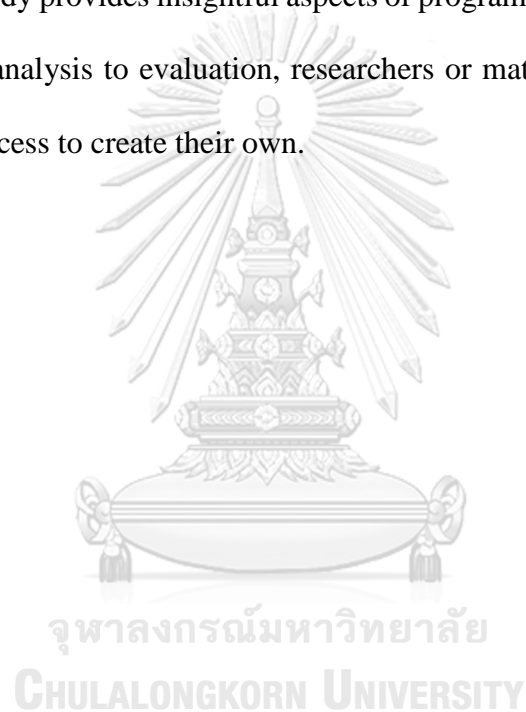 dy provides insightful aspects of program
analysis to evaluation, researchers or mat
cess to create their own.
จุฬาลงกรณ์มหาวิทยาลัย
CHULALONGKORN UNIVERSITY